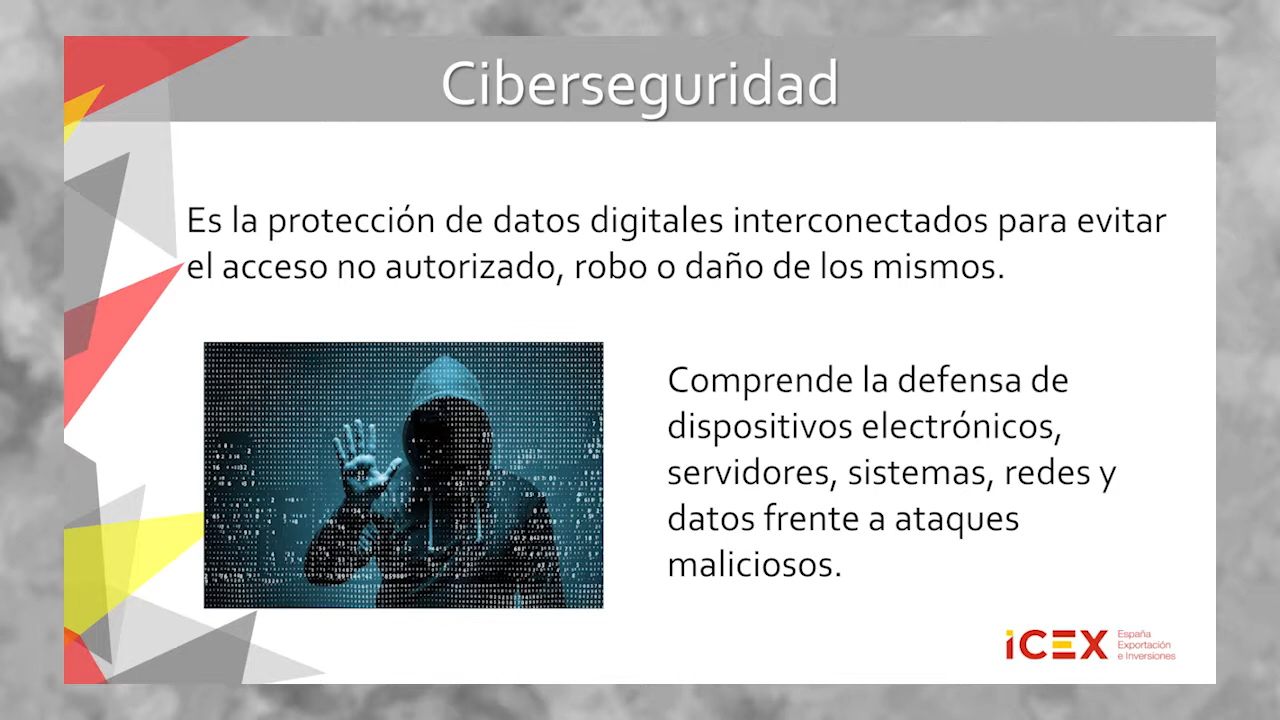 Ciberseguridad
Es la protección de datos digitales interconectados para evitar
el acceso no autorizado, robo o daño de los mismos.
Comprende la defensa de
dispositivos electrónicos,
servidores, sistemas, redes y
datos frente a ataques
maliciosos.
iCEX
España
Exportación
e Inversiones